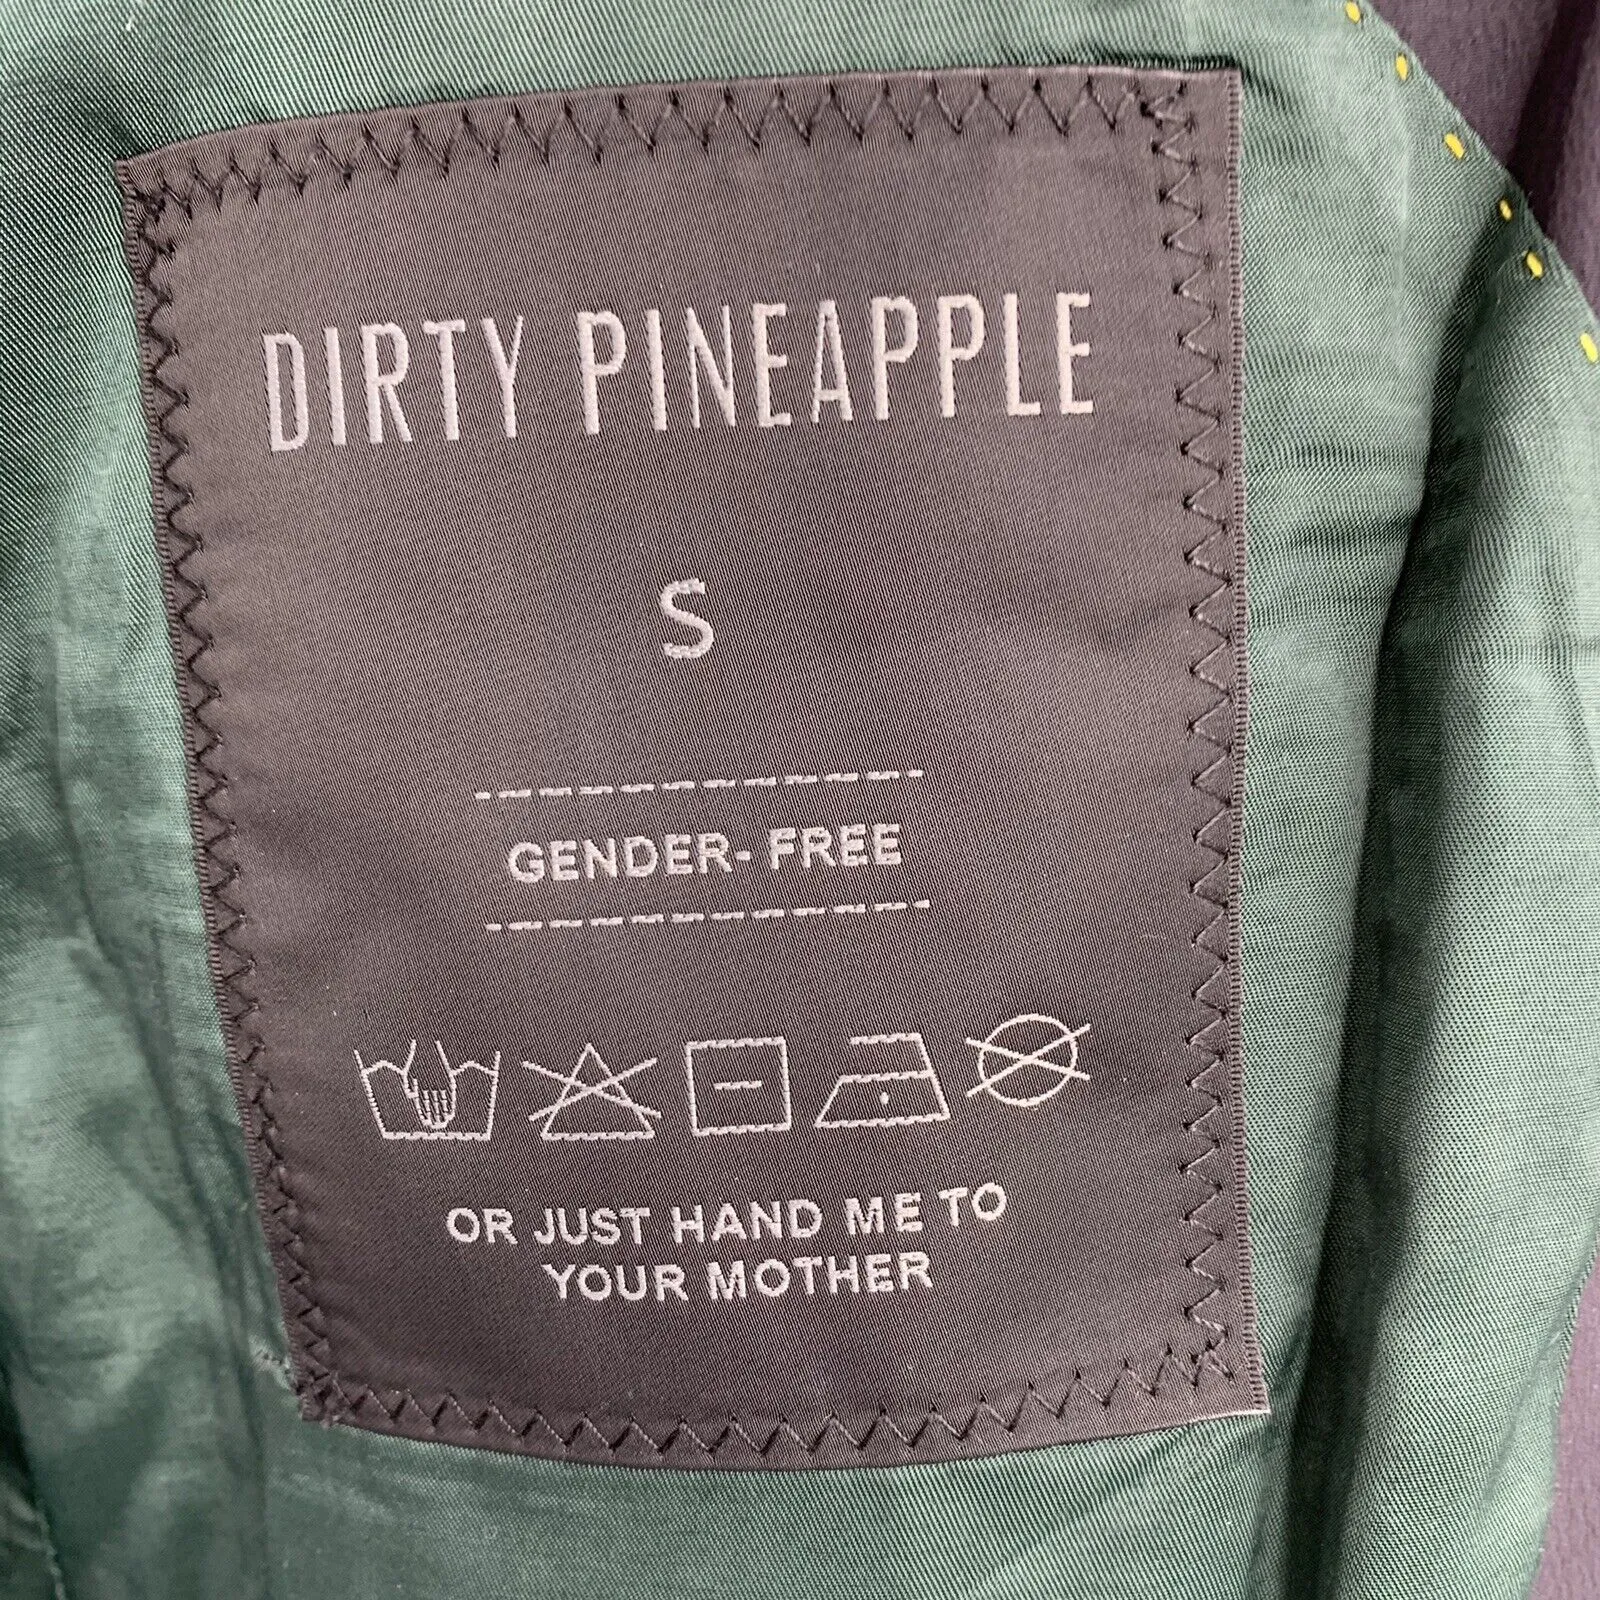 DIRTY PINEAPPLE
S
GENDER- FREE
OR JUST HAND ME TO
YOUR MOTHER